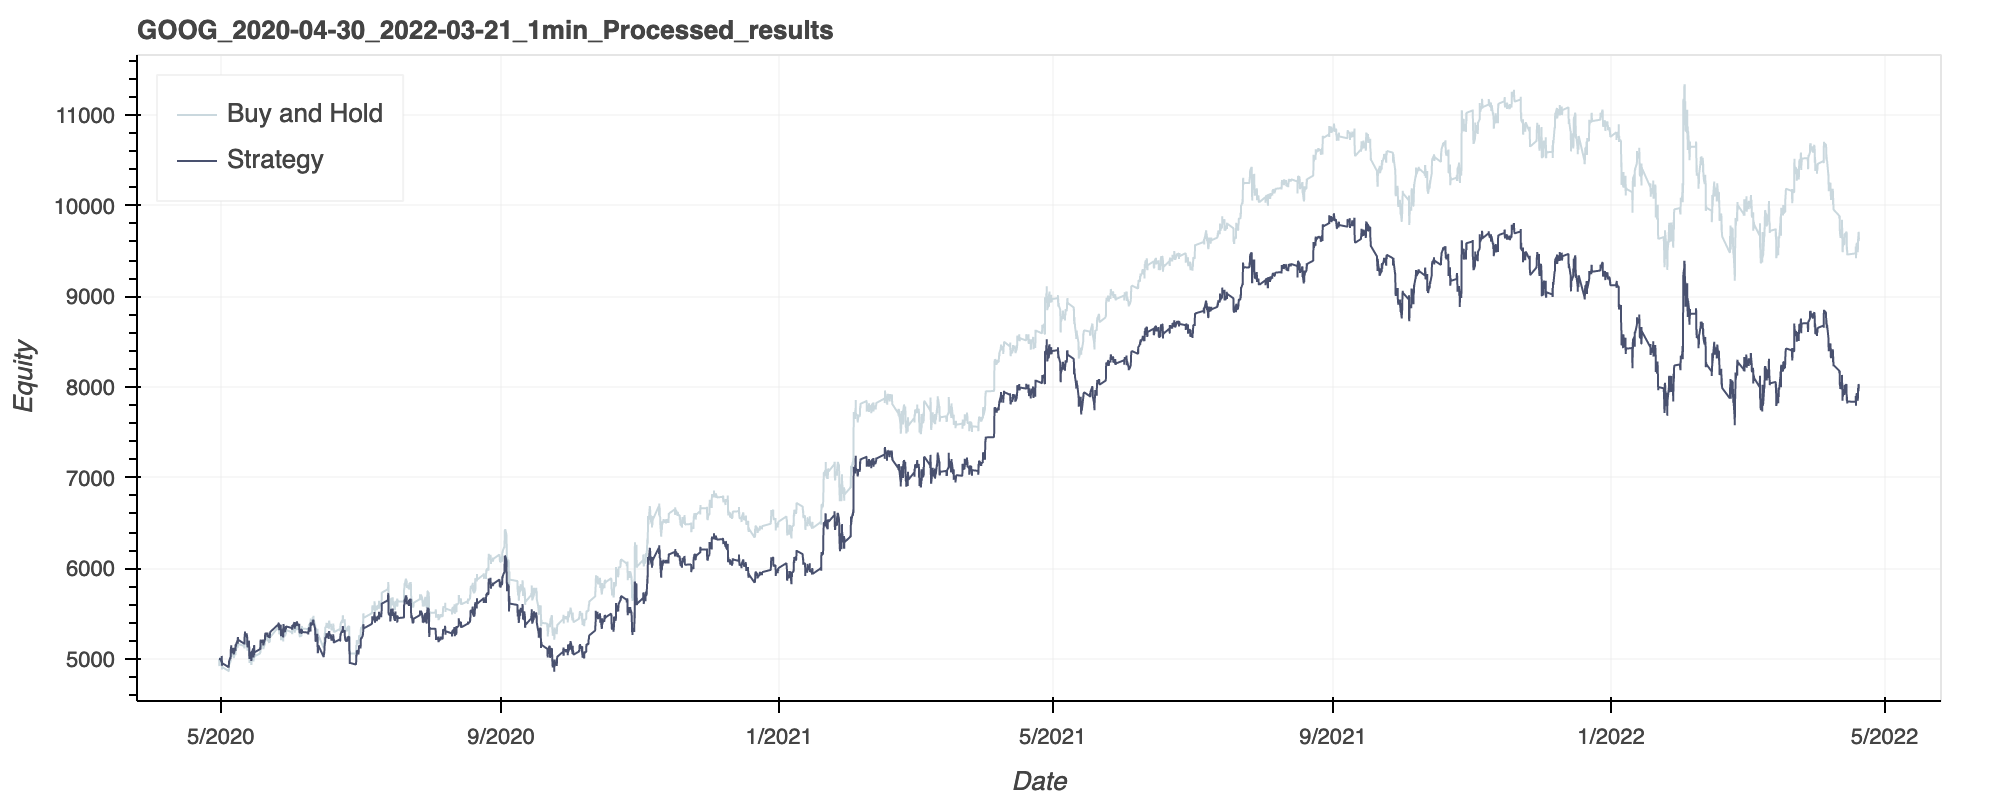 GOOG_2020-04-30_2022-03-21_1min_Processed_results
Buy and Hold
Strategy
11000
10000
9000
8000
7000
6000
5000
Equity
5/2020
9/2020
1/2021
5/2021
9/2021
1/2022
5/2022
Date